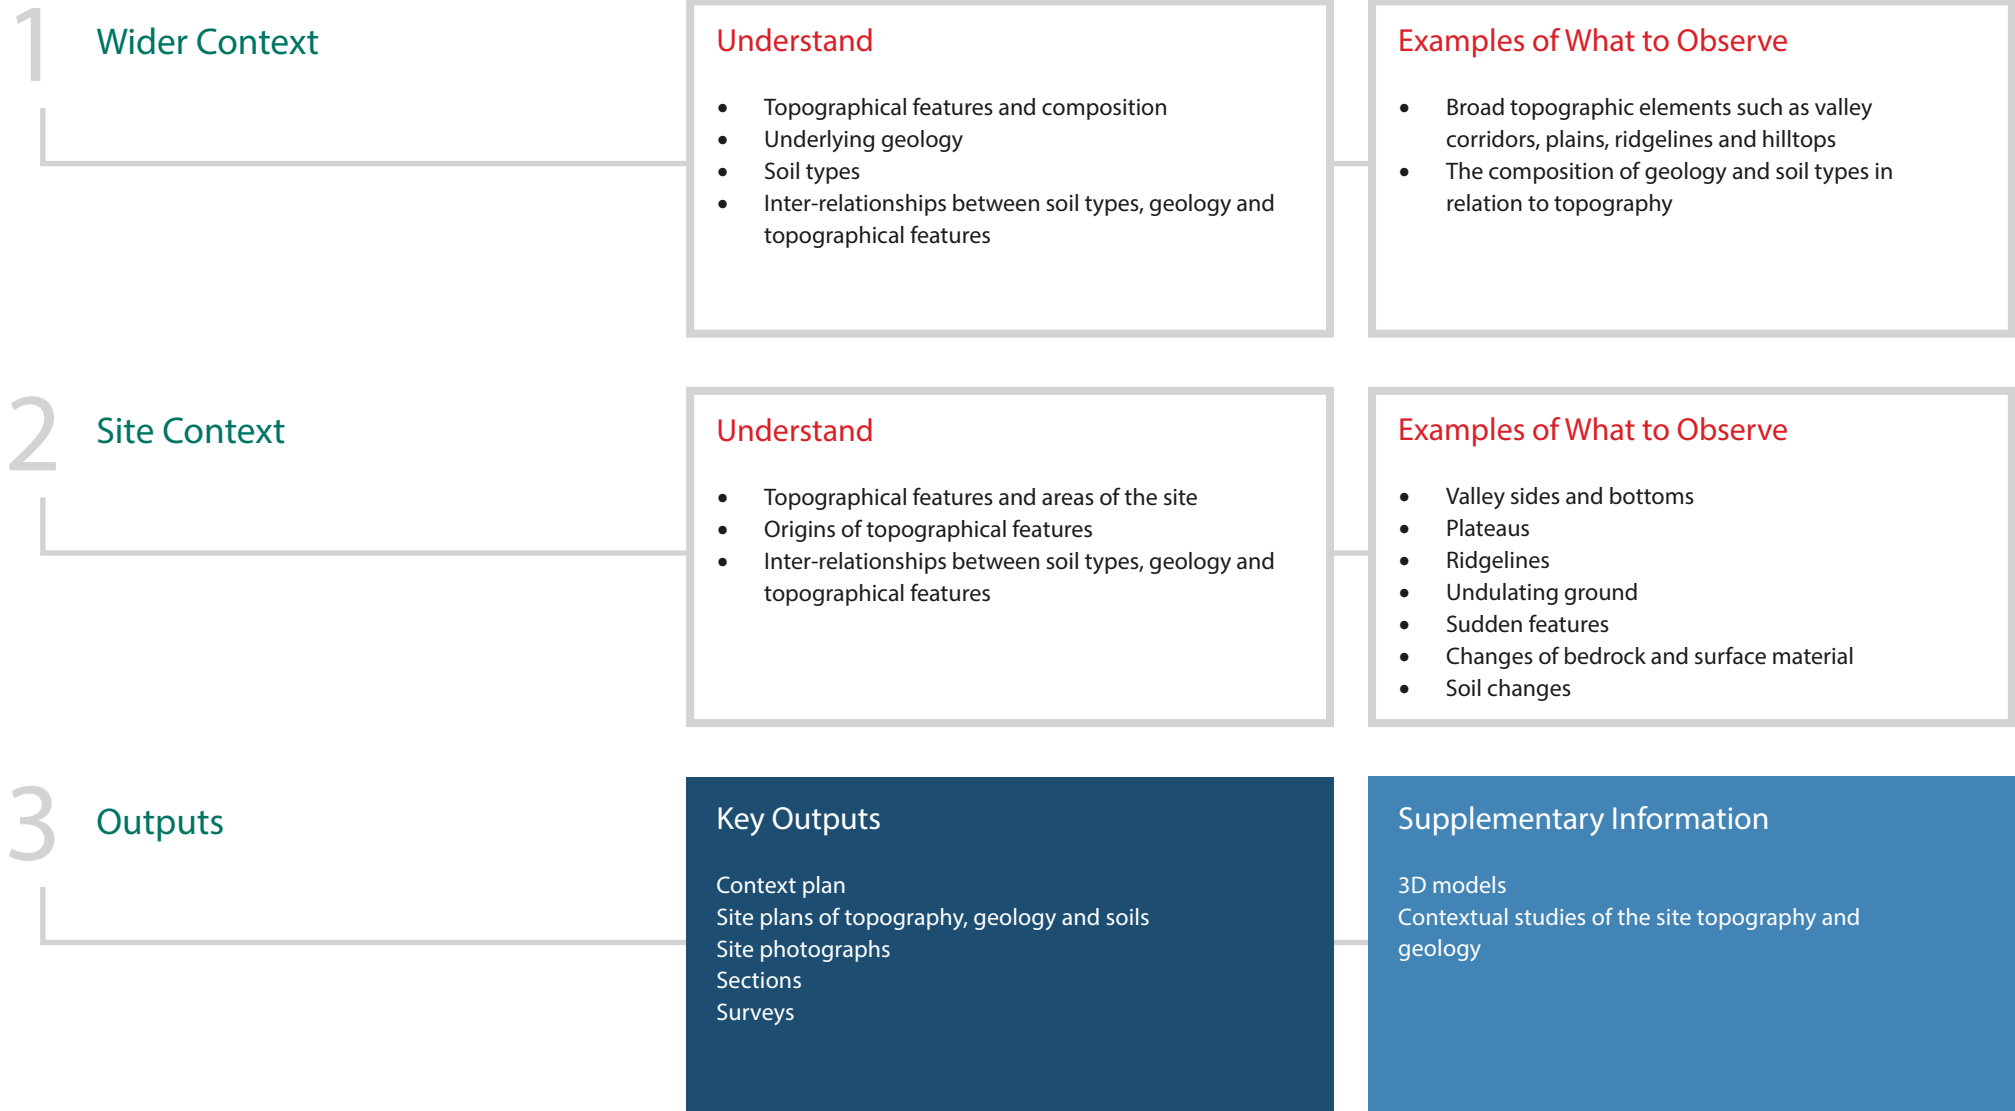 1
Wider Context
Understand
• Topographical features and composition
• Underlying geology
• Soil types
• Inter-relationships between soil types, geology and
topographical features
Examples of What to Observe
• Broad topographic elements such as valley
corridors, plains, ridgelines and hilltops
• The composition of geology and soil types in
relation to topography
2
Site Context
Understand
• Topographical features and areas of the site
• Origins of topographical features
• Inter-relationships between soil types, geology and
topographical features
Examples of What to Observe
• Valley sides and bottoms
• Plateaus
• Ridgelines
• Undulating ground
• Sudden features
• Changes of bedrock and surface material
• Soil changes
3
Outputs
Key Outputs
Context plan
Site plans of topography, geology and soils
Site photographs
Sections
Surveys
Supplementary Information
3D models
Contextual studies of the site topography and
geology